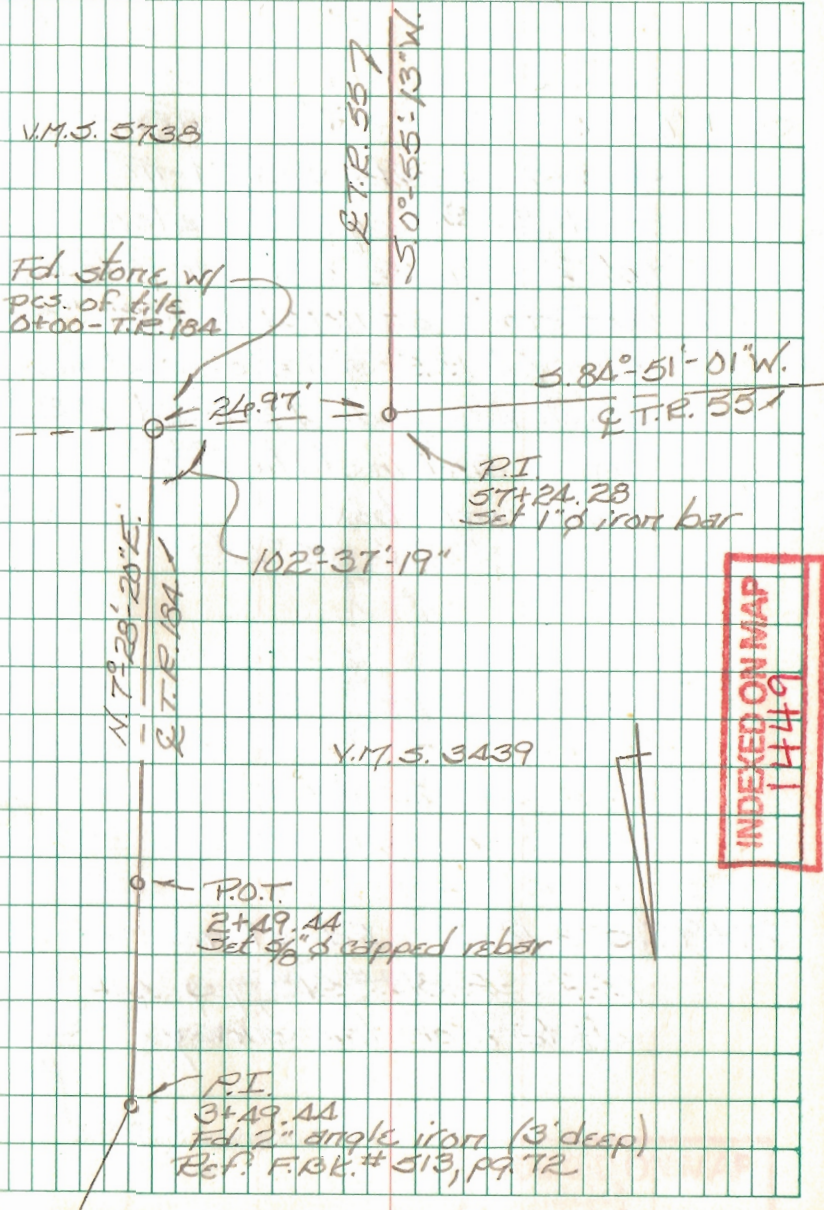 V.M.S. 5738
℄ T.R. 557
S 0°-55'-13"W.
Fd. stone w/
pcs. of tile
0+00 - T.R. 184
24.97'
S. 84°-51'-01"W.
℄ T.R. 557
P.I.
57+24.28
Set 1"ø iron bar
102°-37'-19"
N. 7°-28'-20"E.
℄ T.R. 184
V.M.S. 3439
INDEXED ON MAP
1449
P.O.T.
2+49.44
Set 5/8"ø capped rebar
P.I.
3+49.44
Fd. 2" angle iron (3' deep)
Ref. F.BK. # 513, pg. 72